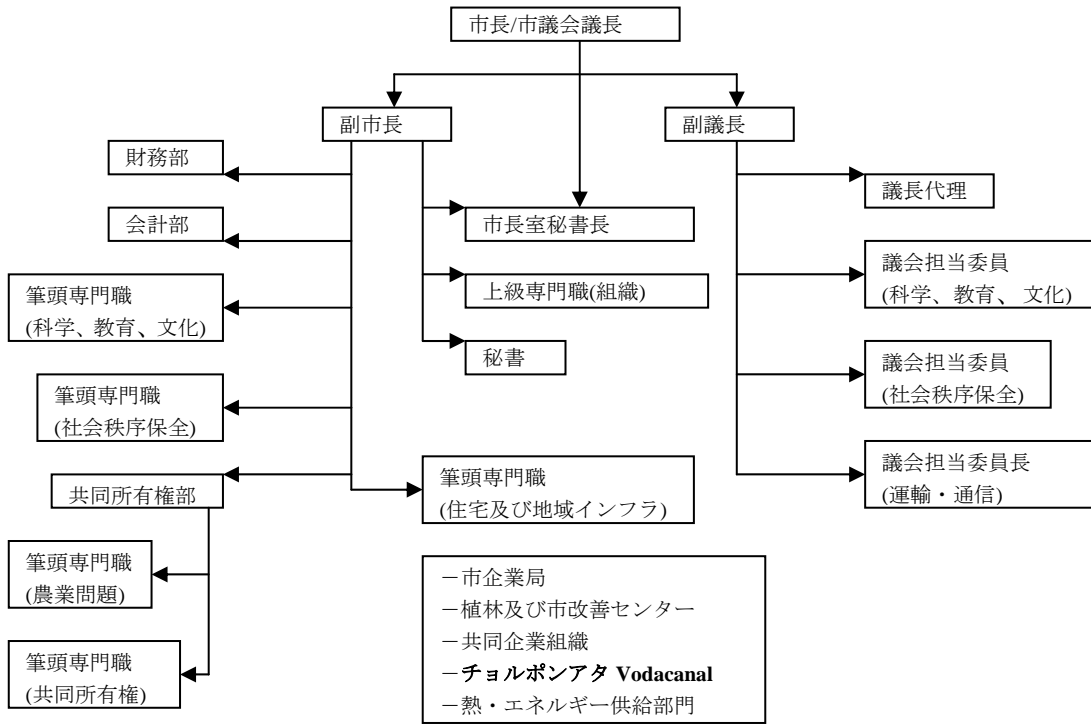 市長/市議会議長
副市長
副議長
財務部
会計部
筆頭専門職
(科学、教育、文化)
筆頭専門職
(社会秩序保全)
共同所有権部
筆頭専門職
(農業問題)
筆頭専門職
(共同所有権)
市長室秘書長
上級専門職(組織)
秘書
筆頭専門職
(住宅及び地域インフラ)
議長代理
議会担当委員
(科学、教育、 文化)
議会担当委員
(社会秩序保全)
議会担当委員長
(運輸・通信)
－市企業局
－植林及び市改善センター
－共同企業組織
－チョルポンアタ Vodacanal
－熱・エネルギー供給部門